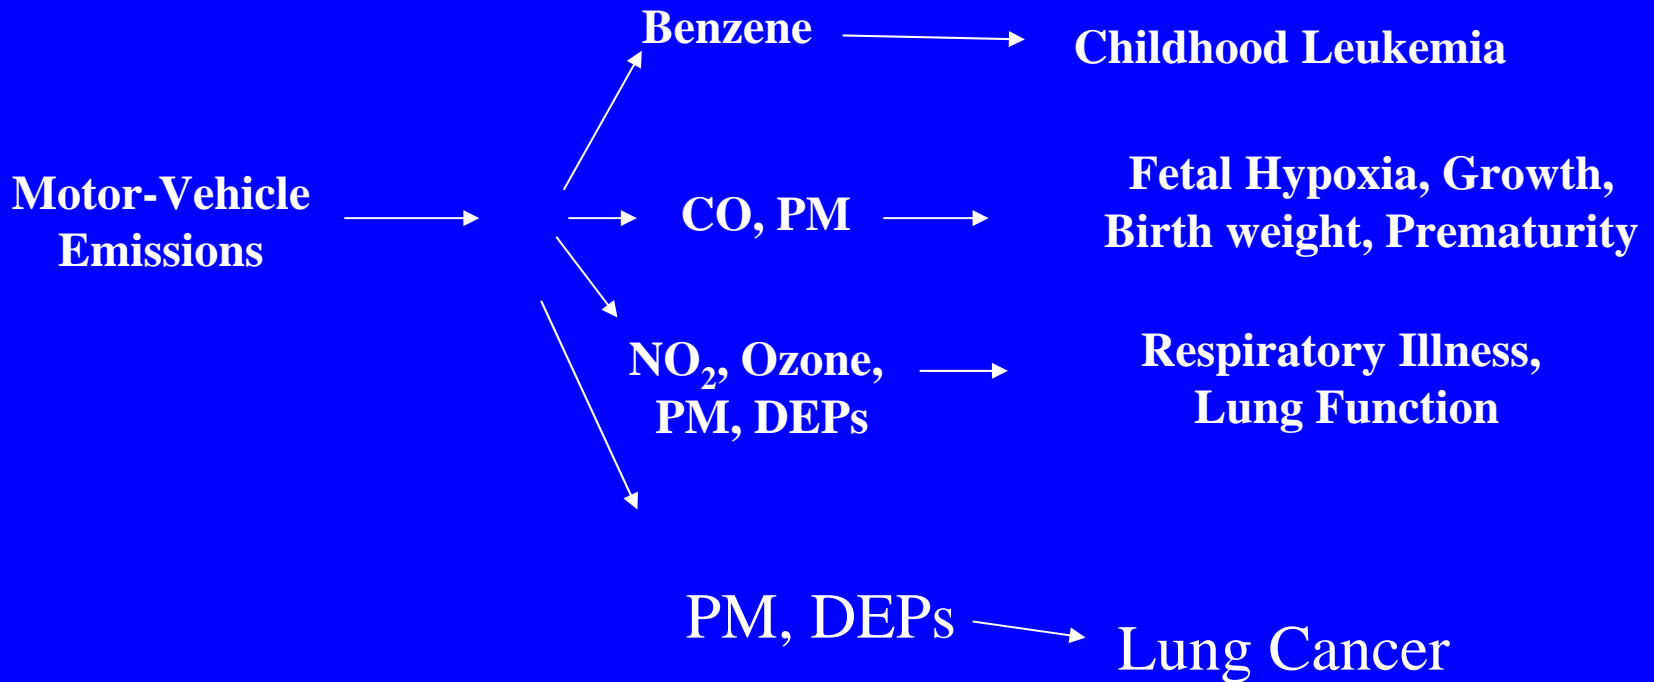 Benzene
Childhood Leukemia
Motor-Vehicle
Emissions
CO, PM
Fetal Hypoxia, Growth,
Birth weight, Prematurity
NO₂, Ozone,
PM, DEPs
Respiratory Illness,
Lung Function
PM, DEPs
Lung Cancer